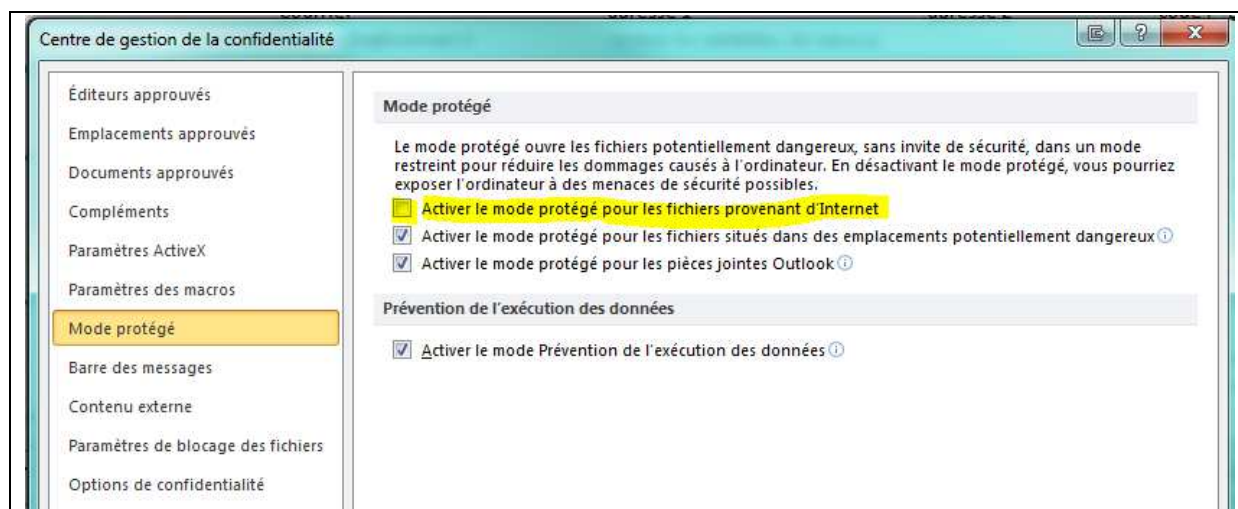 Centre de gestion de la confidentialité
Éditeurs approuvés
Emplacements approuvés
Documents approuvés
Compléments
Paramètres ActiveX
Paramètres des macros
Mode protégé
Barre des messages
Contenu externe
Paramètres de blocage des fichiers
Options de confidentialité
Mode protégé
Le mode protégé ouvre les fichiers potentiellement dangereux, sans invite de sécurité, dans un mode
restreint pour réduire les dommages causés à l'ordinateur. En désactivant le mode protégé, vous pourriez
exposer l'ordinateur à des menaces de sécurité possibles.
Activer le mode protégé pour les fichiers provenant d'Internet
Activer le mode protégé pour les fichiers situés dans des emplacements potentiellement dangereux
Activer le mode protégé pour les pièces jointes Outlook
Prévention de l'exécution des données
Activer le mode Prévention de l'exécution des données